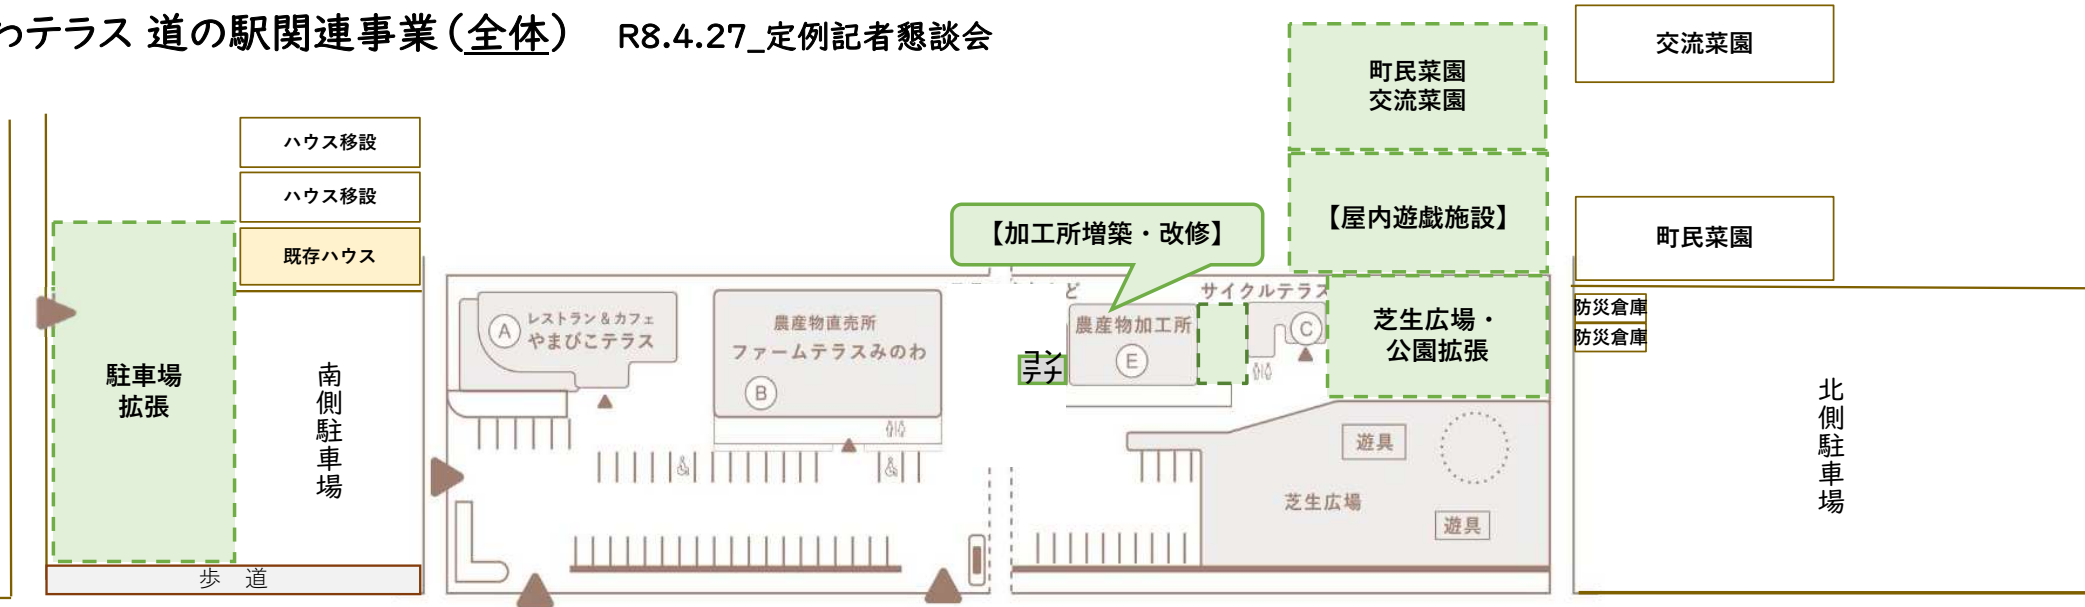 わテラス 道の駅関連事業（全体） R8.4.27_定例記者懇談会
交流菜園
町民菜園
交流菜園
ハウス移設
ハウス移設
既存ハウス
【加工所増築・改修】
【屋内遊戯施設】
町民菜園
駐車場
拡張
南側駐車場
歩 道
A
レストラン＆カフェ
やまびこテラス
農産物直売所
ファームテラスみのわ
B
ど
コン
テナ
農産物加工所
E
サイクルテラス
C
芝生広場・
公園拡張
防災倉庫
防災倉庫
遊具
芝生広場
遊具
北側駐車場